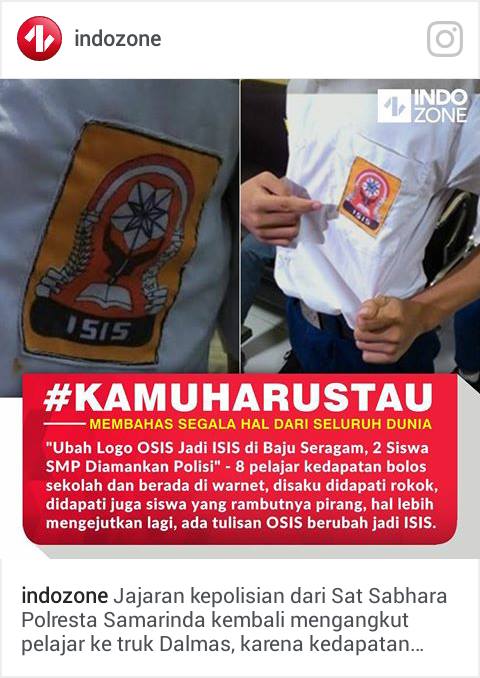 indozone
INDO
ZONE
ISIS
ISIS
#KAMUHARUSTAU
MEMBAHAS SEGALA HAL DARI SELURUH DUNIA
"Ubah Logo OSIS Jadi ISIS di Baju Seragam, 2 Siswa
SMP Diamankan Polisi" - 8 pelajar kedapatan bolos
sekolah dan berada di warnet, disaku didapati rokok,
didapati juga siswa yang rambutnya pirang, hal lebih
mengejutkan lagi, ada tulisan OSIS berubah jadi ISIS.
indozone Jajaran kepolisian dari Sat Sabhara
Polresta Samarinda kembali mengangkut
pelajar ke truk Dalmas, karena kedapatan...